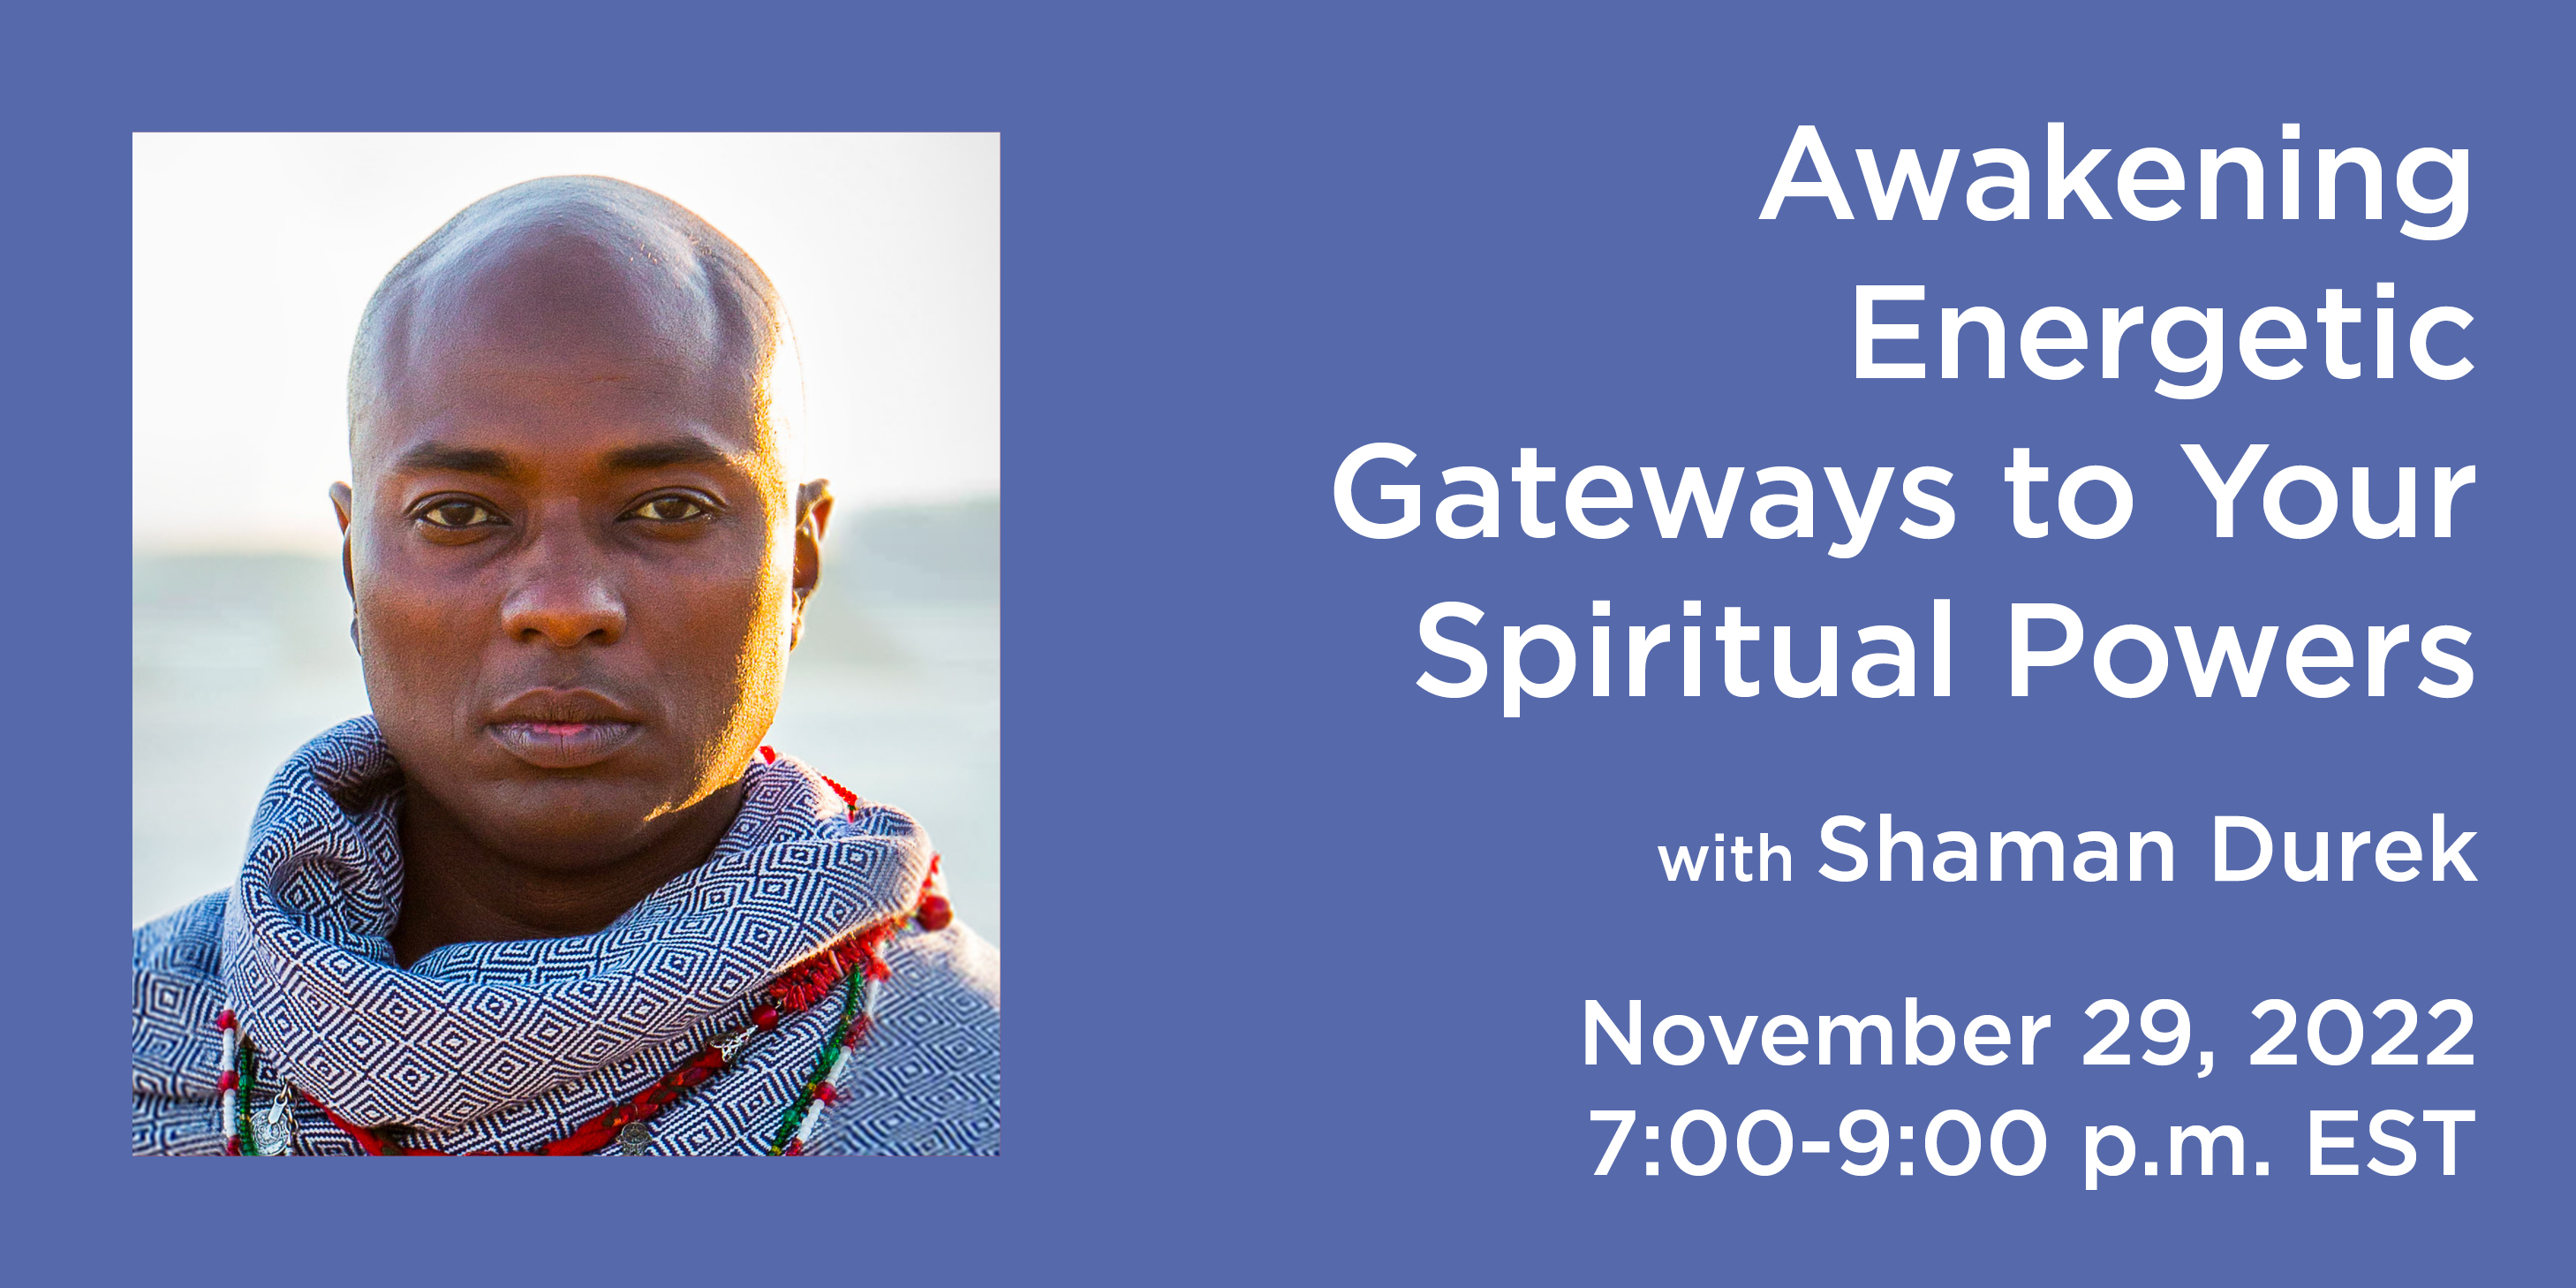 Awakening
Energetic
Gateways to Your
Spiritual Powers
with Shaman Durek
November 29, 2022
7:00-9:00 p.m. EST